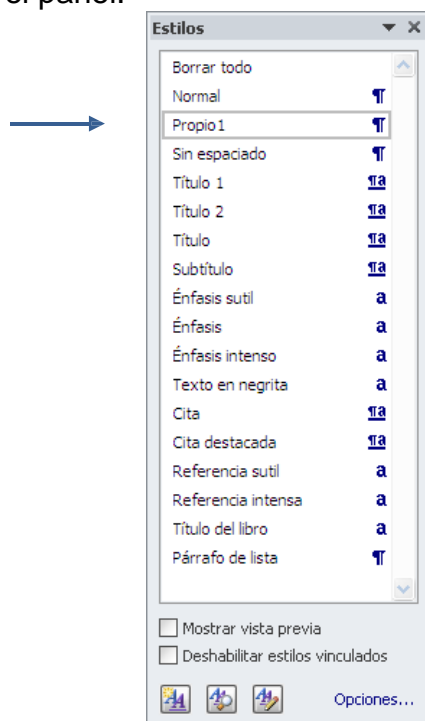 el panel.
Estilos
Borrar todo
Normal ¶
Propio1 ¶
Sin espaciado ¶
Título 1 ¶a
Título 2 ¶a
Título ¶a
Subtítulo ¶a
Énfasis sutil a
Énfasis a
Énfasis intenso a
Texto en negrita a
Cita ¶a
Cita destacada ¶a
Referencia sutil a
Referencia intensa a
Título del libro a
Párrafo de lista ¶
Mostrar vista previa
Deshabilitar estilos vinculados
Opciones...